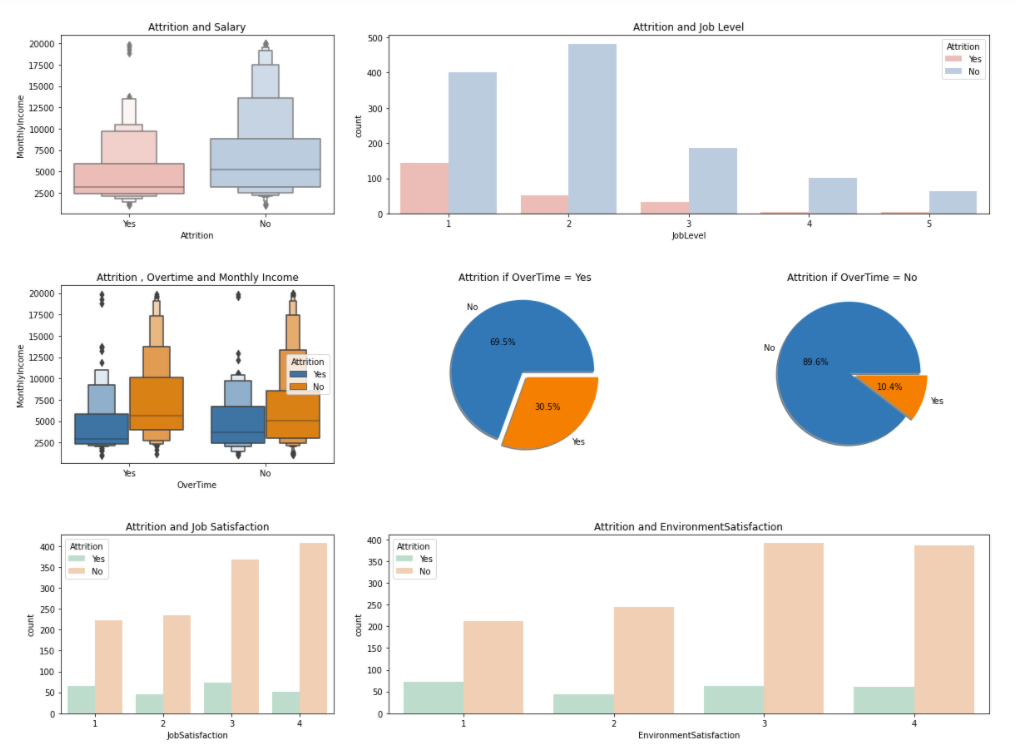 Attrition and Salary
20000
17500
15000
12500
10000
7500
5000
2500
MonthlyIncome
Yes
No
Attrition
Attrition and Job Level
500
400
300
200
100
0
count
Attrition
Yes
No
1
2
3
4
5
JobLevel
Attrition , Overtime and Monthly Income
20000
17500
15000
12500
10000
7500
5000
2500
MonthlyIncome
Attrition
Yes
No
Yes
No
OverTime
Attrition if OverTime = Yes
No
69.5%
30.5%
Yes
Attrition if OverTime = No
No
89.6%
10.4%
Yes
Attrition and Job Satisfaction
400
350
300
250
200
150
100
50
0
count
Attrition
Yes
No
1
2
3
4
JobSatisfaction
Attrition and EnvironmentSatisfaction
400
350
300
250
200
150
100
50
0
count
Attrition
Yes
No
1
2
3
4
EnvironmentSatisfaction